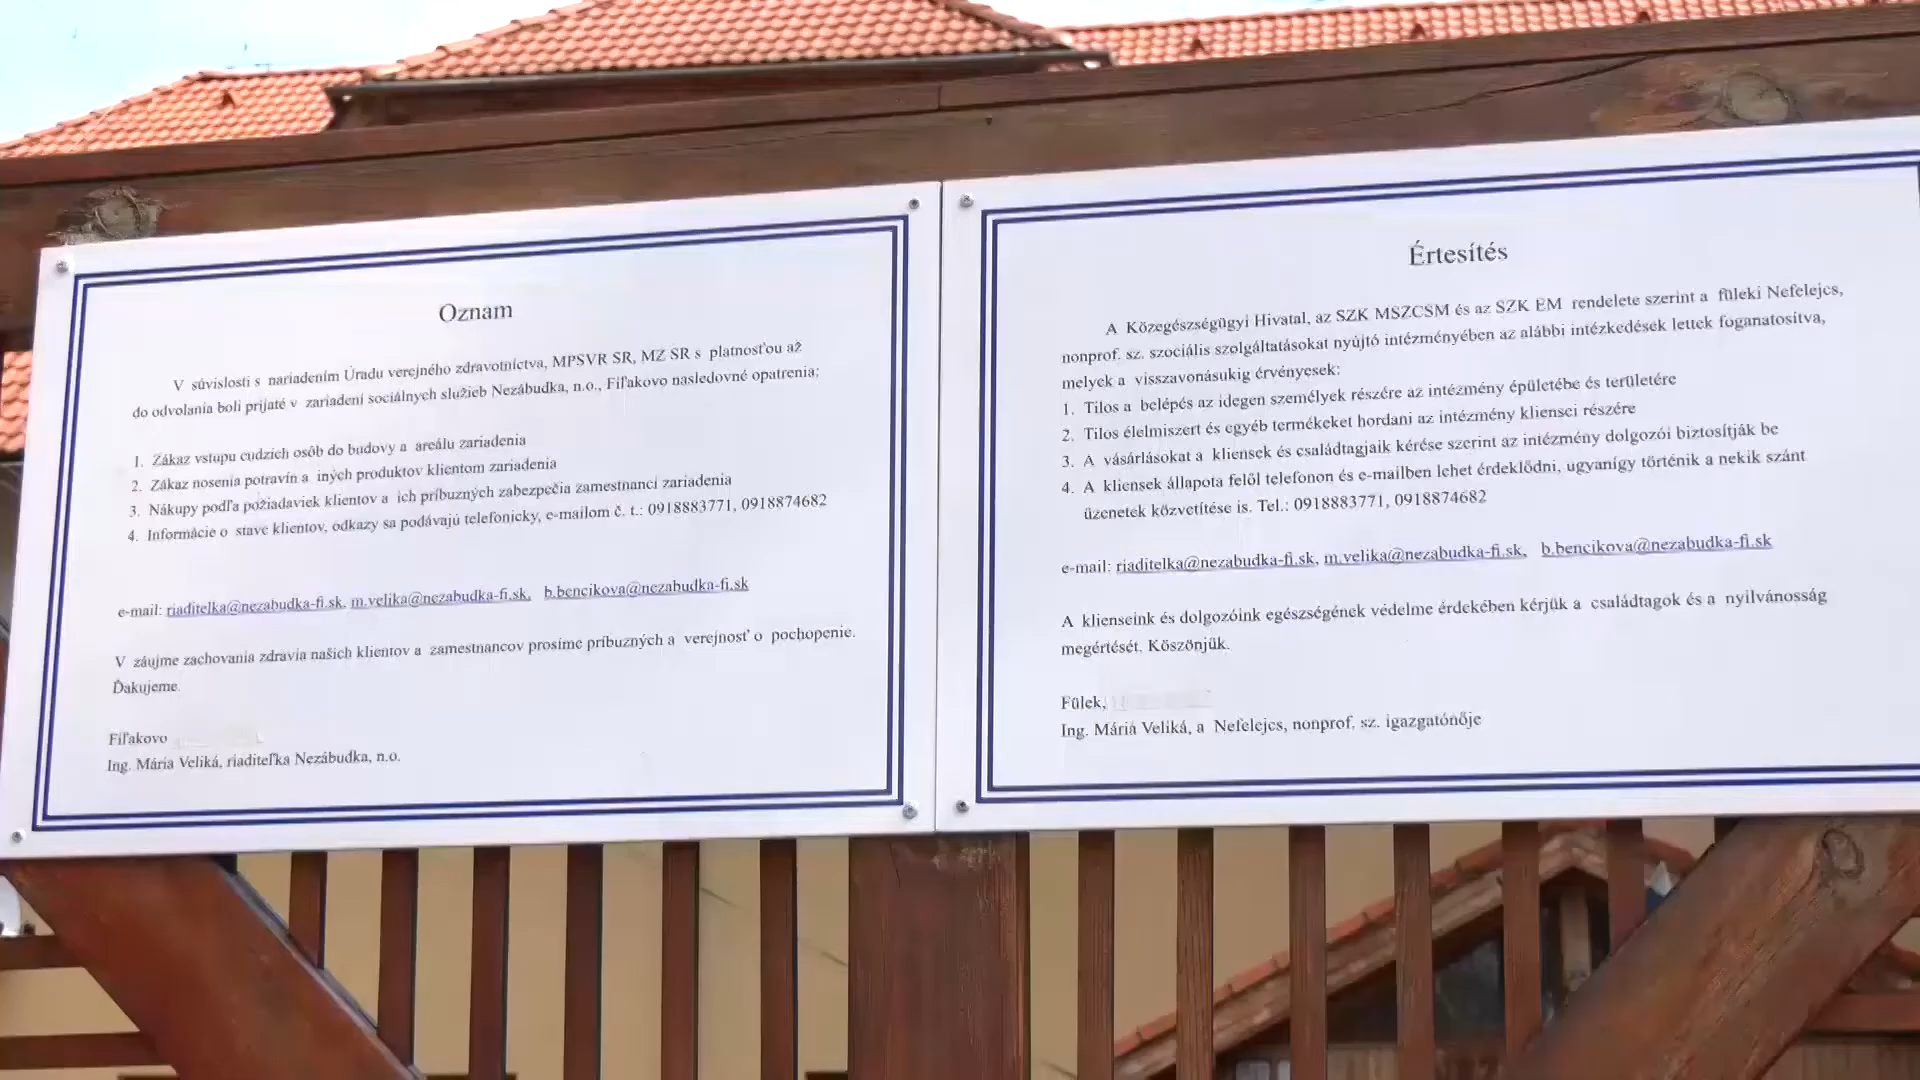 Oznam
V súvislosti s nariadením Úradu verejného zdravotníctva, MPSVR SR, MZ SR s platnosťou až
do odvolania boli prijaté v zariadení sociálnych služieb Nezábudka, n.o., Fiľakovo nasledovné opatrenia:
1. Zákaz vstupu cudzích osôb do budovy a areálu zariadenia
2. Zákaz nosenia potravín a iných produktov klientom zariadenia
3. Nákupy podľa požiadaviek klientov a ich príbuzných zabezpečia zamestnanci zariadenia
4. Informácie o stave klientov, odkazy sa podávajú telefonicky, e-mailom č. t.: 0918883771, 0918874682
e-mail: riaditelka@nezabudka-fi.sk, m.velika@nezabudka-fi.sk, b.bencikova@nezabudka-fi.sk
V záujme zachovania zdravia našich klientov a zamestnancov prosíme príbuzných a verejnosť o pochopenie.
Ďakujeme.
Fiľakovo
Ing. Mária Veliká, riaditeľka Nezábudka, n.o.
Értesítés
A Közegészségügyi Hivatal, az SZK MSZCSM és az SZK EM rendelete szerint a füleki Nefelejcs,
nonprof. sz. szociális szolgáltatásokat nyújtó intézményében az alábbi intézkedések lettek foganatosítva,
melyek a visszavonásukig érvényesek:
1. Tilos a belépés az idegen személyek részére az intézmény épületébe és területére
2. Tilos élelmiszert és egyéb termékeket hordani az intézmény kliensei részére
3. A vásárlásokat a kliensek és családtagjaik kérése szerint az intézmény dolgozói biztosítják be
4. A kliensek állapota felől telefonon és e-mailben lehet érdeklődni, ugyanígy történik a nekik szánt
üzenetek közvetítése is. Tel.: 0918883771, 0918874682
e-mail: riaditelka@nezabudka-fi.sk, m.velika@nezabudka-fi.sk, b.bencikova@nezabudka-fi.sk
A klienseink és dolgozóink egészségének védelme érdekében kérjük a családtagok és a nyilvánosság
megértését. Köszönjük.
Fülek,
Ing. Mária Veliká, a Nefelejcs, nonprof. sz. igazgatónője